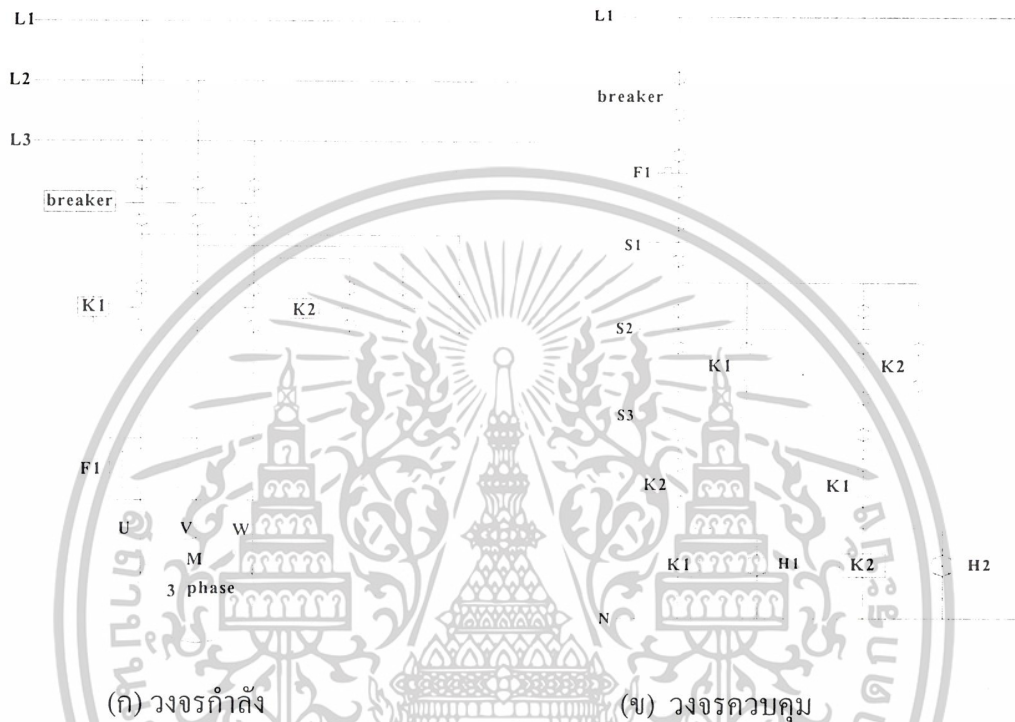 L1
L2
L3
breaker
K1
K2
F1
U V W
M
3 phase
(ก) วงจรกำลัง
L1
breaker
F1
S1
S2
K1
K2
S3
K2
K1
K1
H1
K2
H2
N
(ข) วงจรควบคุม